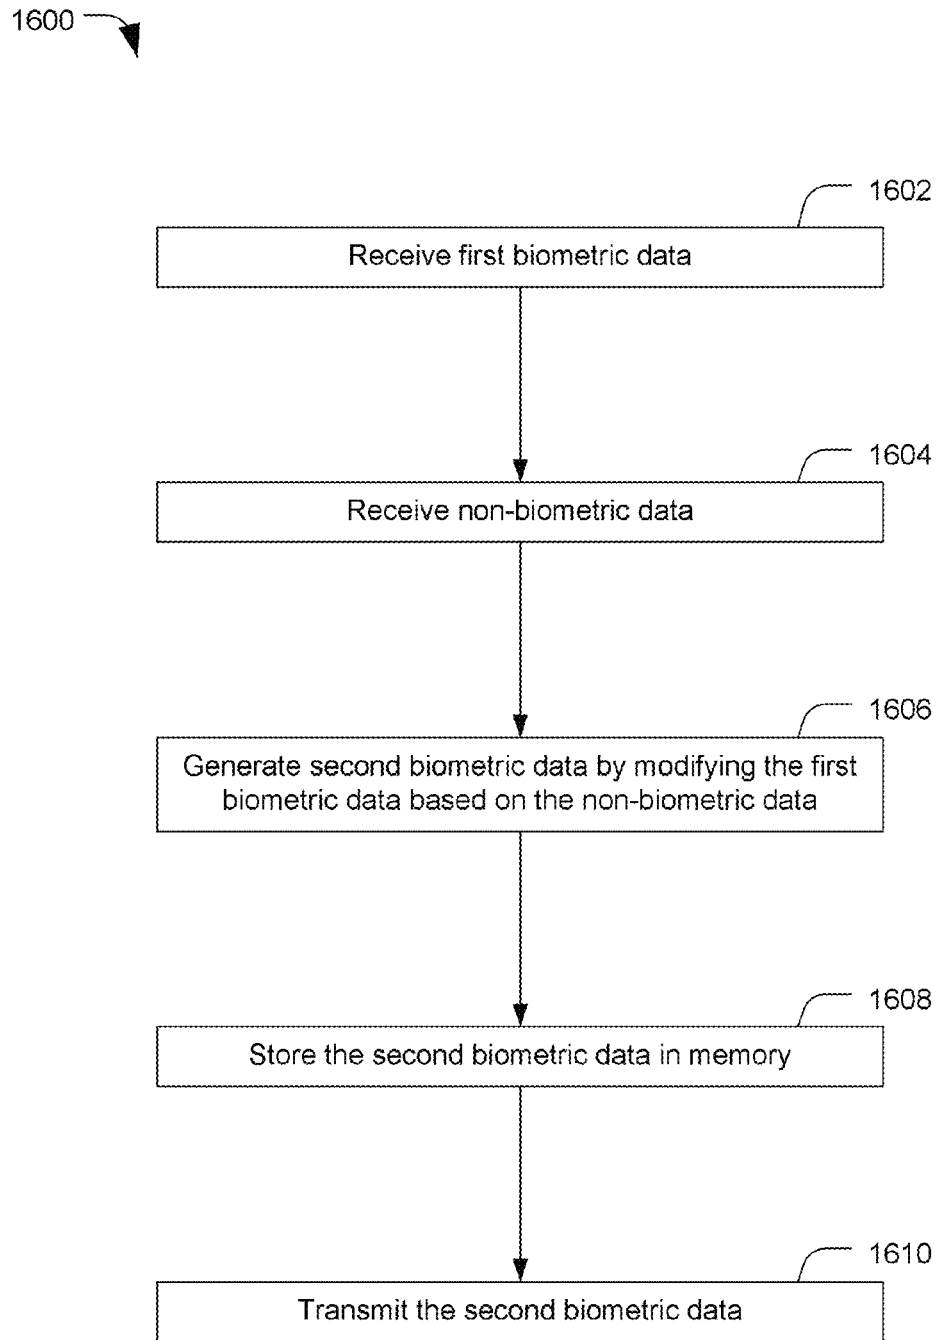 1600
1602
Receive first biometric data
1604
Receive non-biometric data
1606
Generate second biometric data by modifying the first
biometric data based on the non-biometric data
1608
Store the second biometric data in memory
1610
Transmit the second biometric data